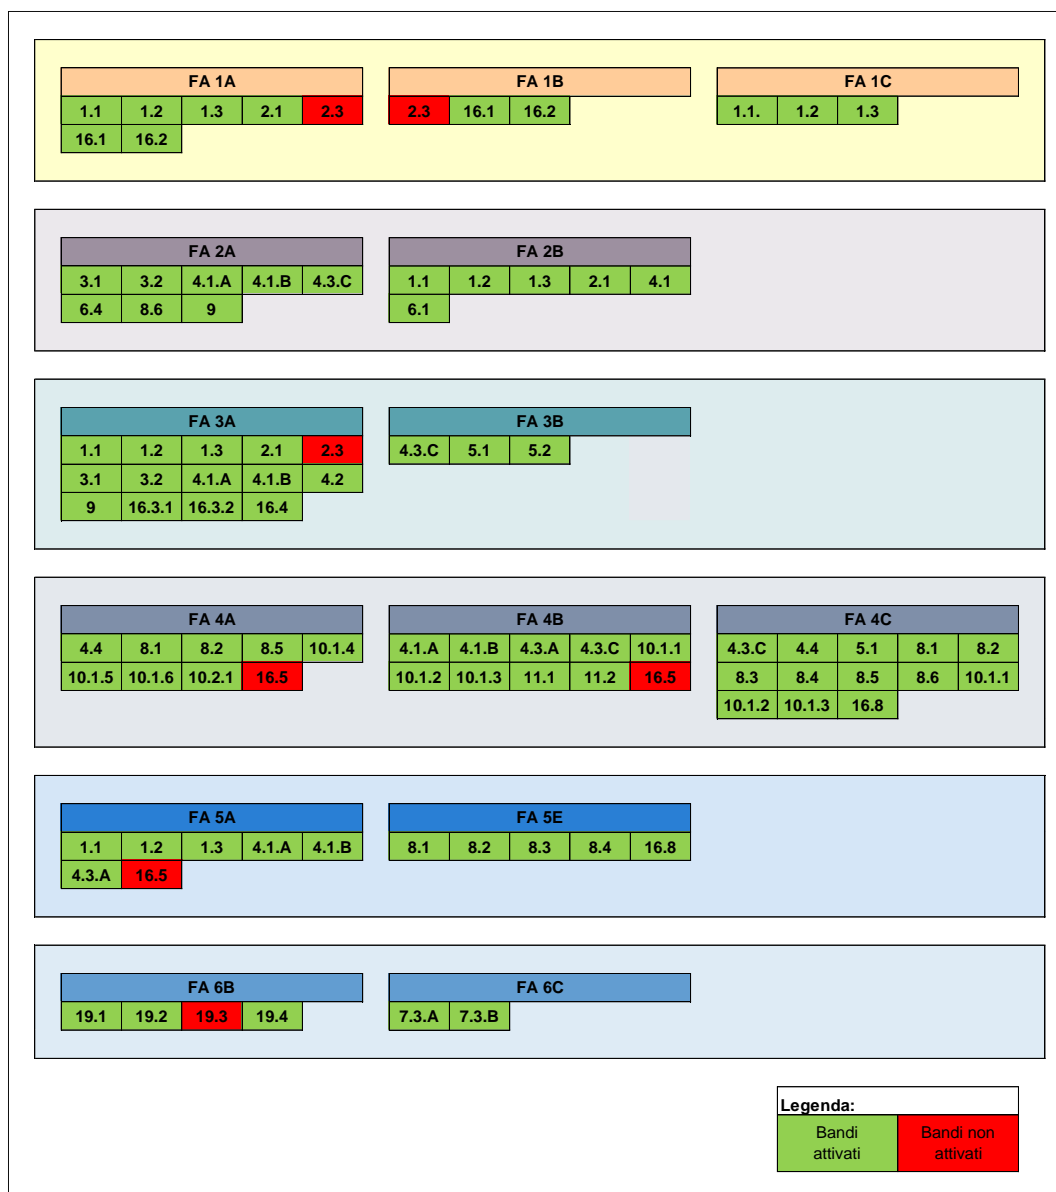 FA 1A FA 1B FA 1C
1.1 1.2 1.3 2.1 2.3 2.3 16.1 16.2 1.1. 1.2 1.3
16.1 16.2
FA 2A FA 2B
3.1 3.2 4.1.A 4.1.B 4.3.C 1.1 1.2 1.3 2.1 4.1
6.4 8.6 9 6.1
FA 3A FA 3B
1.1 1.2 1.3 2.1 2.3 4.3.C 5.1 5.2
3.1 3.2 4.1.A 4.1.B 4.2
9 16.3.1 16.3.2 16.4
FA 4A FA 4B FA 4C
4.4 8.1 8.2 8.5 10.1.4 4.1.A 4.1.B 4.3.A 4.3.C 10.1.1 4.3.C 4.4 5.1 8.1 8.2
10.1.5 10.1.6 10.2.1 16.5 10.1.2 10.1.3 11.1 11.2 16.5 8.3 8.4 8.5 8.6 10.1.1
10.1.2 10.1.3 16.8
FA 5A FA 5E
1.1 1.2 1.3 4.1.A 4.1.B 8.1 8.2 8.3 8.4 16.8
4.3.A 16.5
FA 6B FA 6C
19.1 19.2 19.3 19.4 7.3.A 7.3.B
Legenda:
Bandi Bandi non
attivati attivati